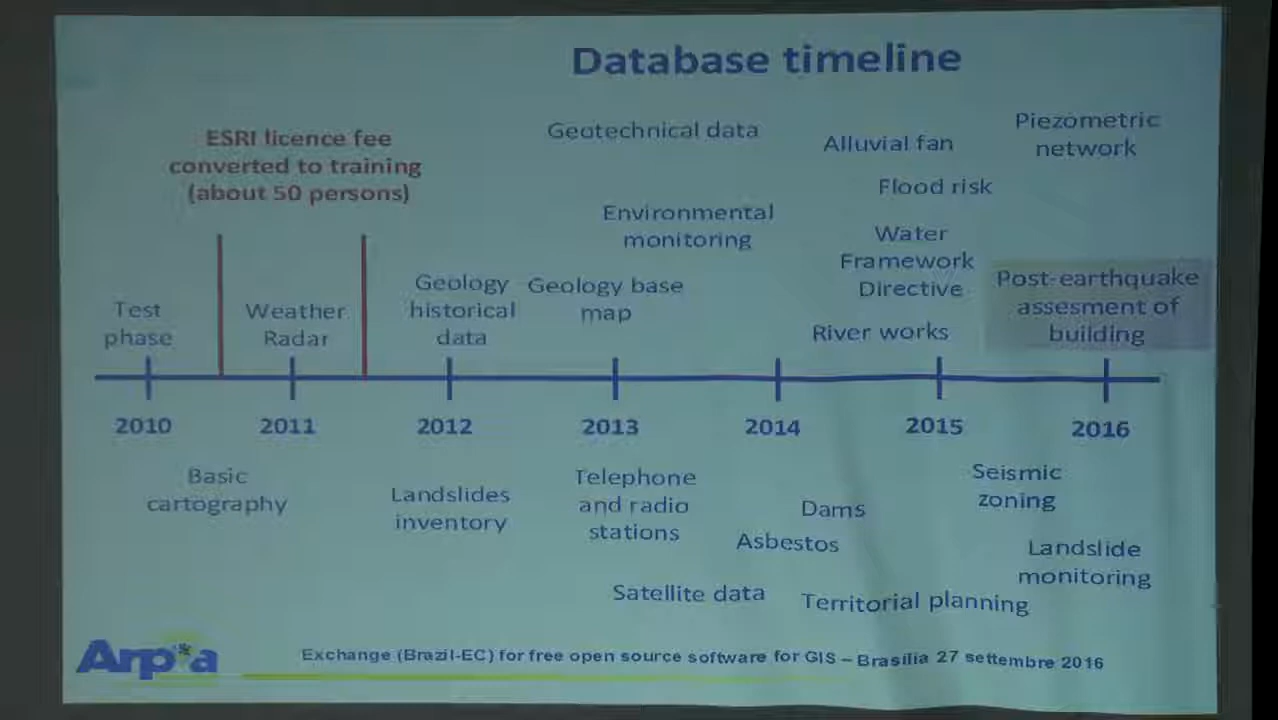 Database timeline
ESRI licence fee
converted to training
(about 50 persons)
Geotechnical data
Alluvial fan
Piezometric
network
Flood risk
Environmental
monitoring
Water
Framework
Directive
Test
phase
Weather
Radar
Geology
historical
data
Geology base
map
River works
Post-earthquake
assesment of
building
2010
2011
2012
2013
2014
2015
2016
Basic
cartography
Landslides
inventory
Telephone
and radio
stations
Dams
Asbestos
Seismic
zoning
Landslide
monitoring
Satellite data
Territorial planning
Arpa
Exchange (Brazil-EC) for free open source software for GIS – Brasilia 27 settembre 2016